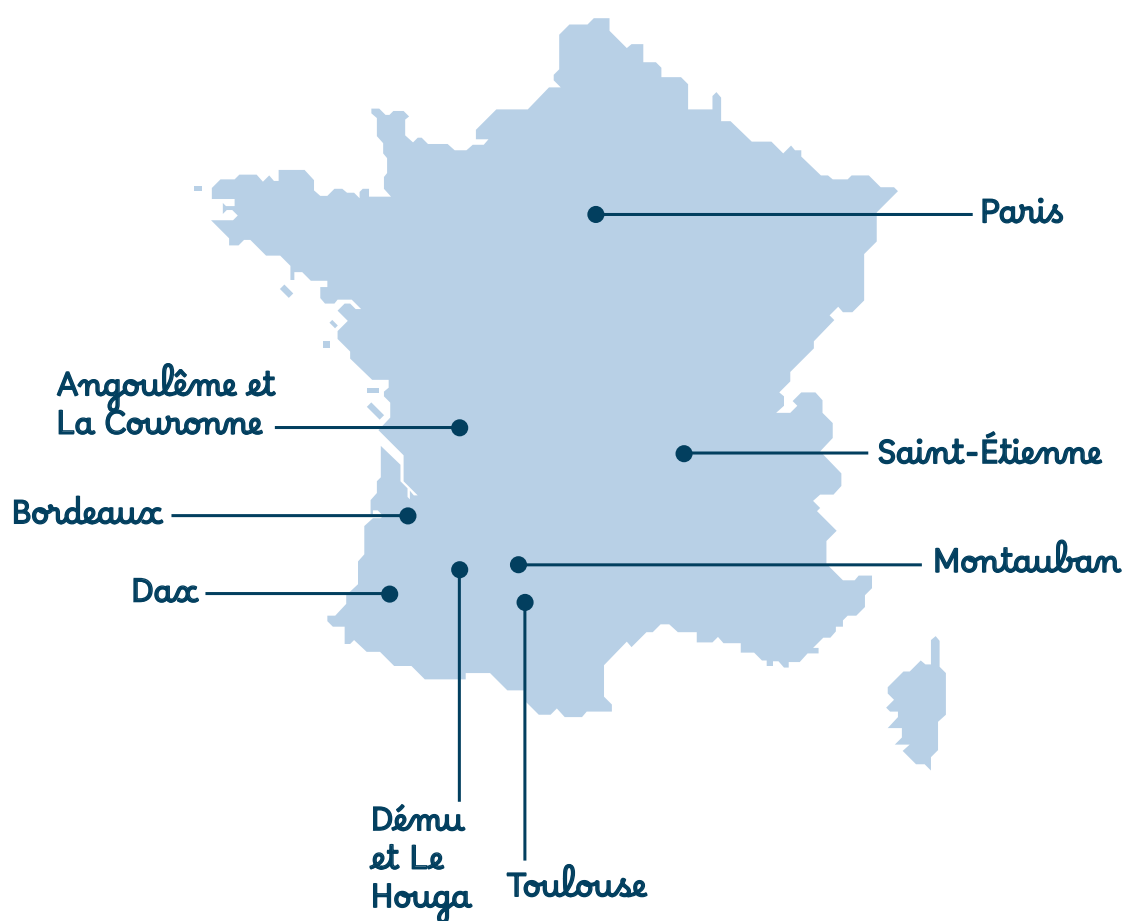 Paris
Angoulême et
La Couronne
Saint-Étienne
Bordeaux
Montauban
Dax
Dému
et Le
Houga
Toulouse